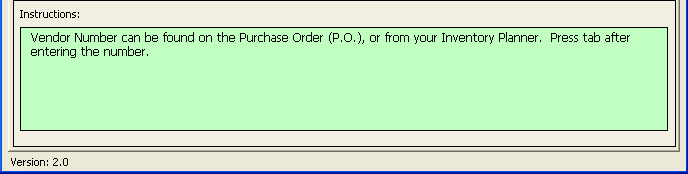 Instructions:
Vendor Number can be found on the Purchase Order (P.O.), or from your Inventory Planner.  Press tab after
entering the number.
Version: 2.0